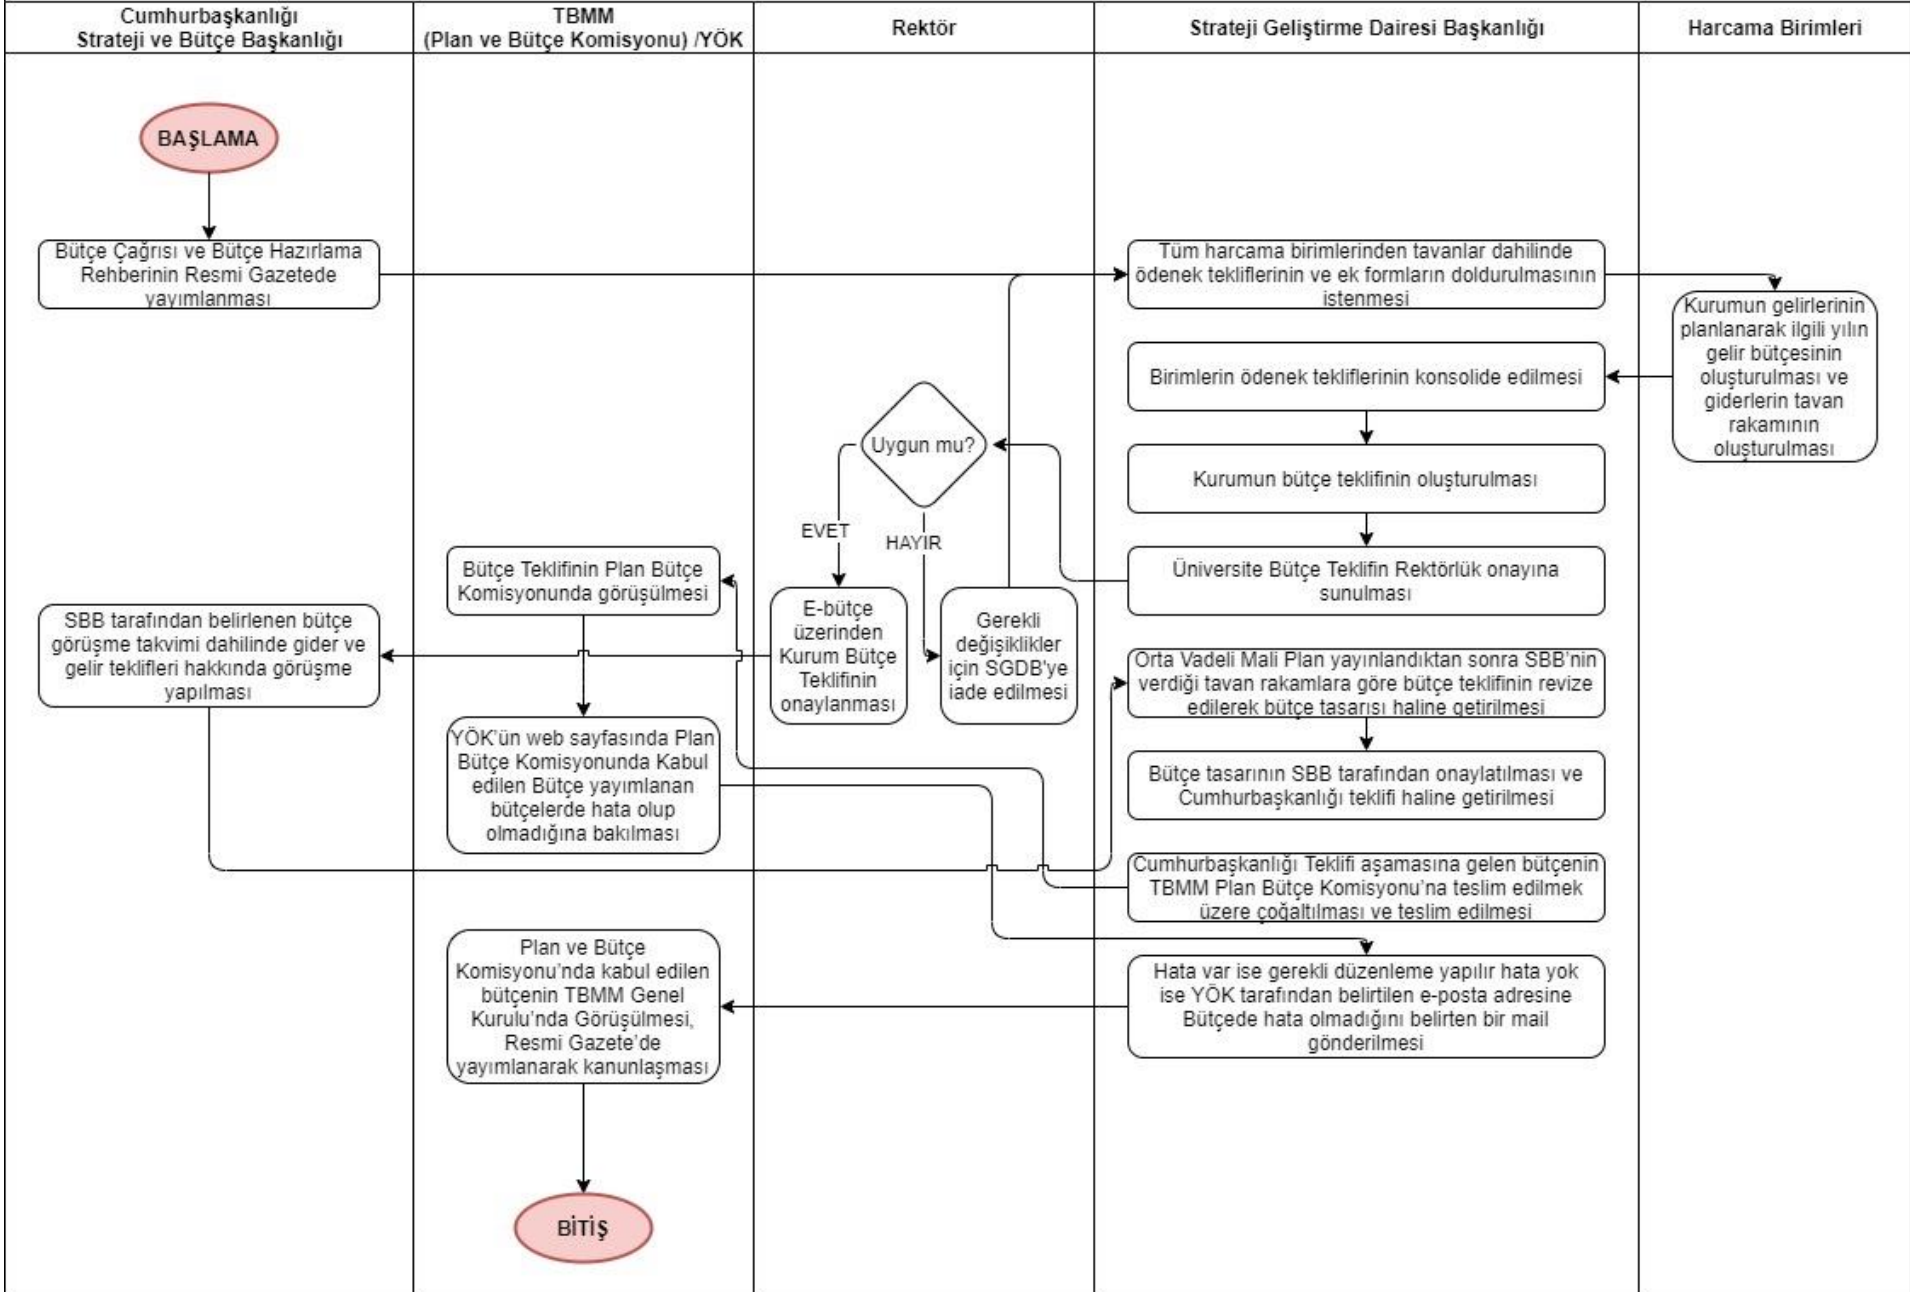 Cumhurbaşkanlığı
Strateji ve Bütçe Başkanlığı
TBMM
(Plan ve Bütçe Komisyonu) /YÖK
Rektör
Strateji Geliştirme Dairesi Başkanlığı
Harcama Birimleri
BAŞLAMA
Bütçe Çağrısı ve Bütçe Hazırlama
Rehberinin Resmi Gazetede
yayımlanması
Tüm harcama birimlerinden tavanlar dahilinde
ödenek tekliflerinin ve ek formların doldurulmasının
istenmesi
Kurumun gelirlerinin
planlanarak ilgili yılın
gelir bütçesinin
oluşturulması ve
giderlerin tavan
rakamının
oluşturulması
Birimlerin ödenek tekliflerinin konsolide edilmesi
Uygun mu?
Kurumun bütçe teklifinin oluşturulması
EVET
HAYIR
Üniversite Bütçe Teklifin Rektörlük onayına
sunulması
Bütçe Teklifinin Plan Bütçe
Komisyonunda görüşülmesi
E-bütçe
üzerinden
Kurum Bütçe
Teklifinin
onaylanması
Gerekli
değişiklikler
için SGDB'ye
iade edilmesi
SBB tarafından belirlenen bütçe
görüşme takvimi dahilinde gider ve
gelir teklifleri hakkında görüşme
yapılması
Orta Vadeli Mali Plan yayınlandıktan sonra SBB'nin
verdiği tavan rakamlara göre bütçe teklifinin revize
edilerek bütçe tasarısı haline getirilmesi
YÖK'ün web sayfasında Plan
Bütçe Komisyonunda Kabul
edilen Bütçe yayımlanan
bütçelerde hata olup
olmadığına bakılması
Bütçe tasarının SBB tarafından onaylatılması ve
Cumhurbaşkanlığı teklifi haline getirilmesi
Cumhurbaşkanlığı Teklifi aşamasına gelen bütçenin
TBMM Plan Bütçe Komisyonu'na teslim edilmek
üzere çoğaltılması ve teslim edilmesi
Plan ve Bütçe
Komisyonu'nda kabul edilen
bütçenin TBMM Genel
Kurulu'nda Görüşülmesi,
Resmi Gazete'de
yayımlanarak kanunlaşması
Hata var ise gerekli düzenleme yapılır hata yok
ise YÖK tarafından belirtilen e-posta adresine
Bütçede hata olmadığını belirten bir mail
gönderilmesi
BİTİŞ